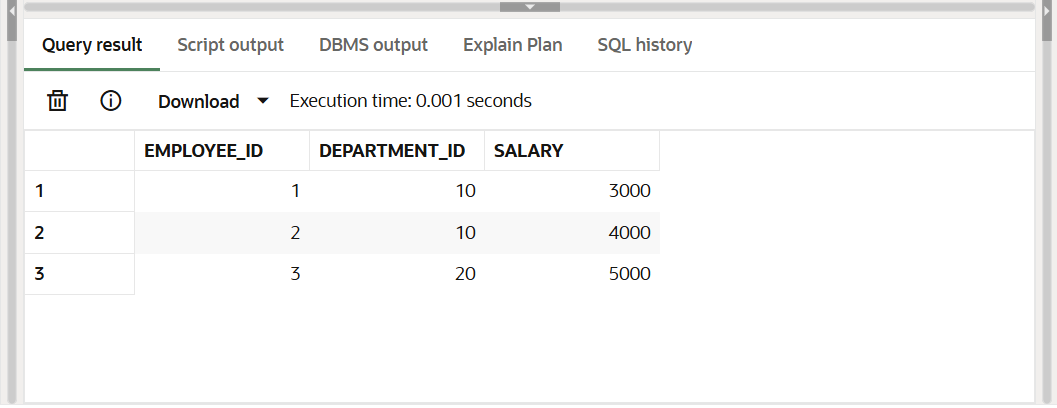 Query result Script output DBMS output Explain Plan SQL history
Download Execution time: 0.001 seconds
EMPLOYEE_ID DEPARTMENT_ID SALARY
1 1 10 3000
2 2 10 4000
3 3 20 5000